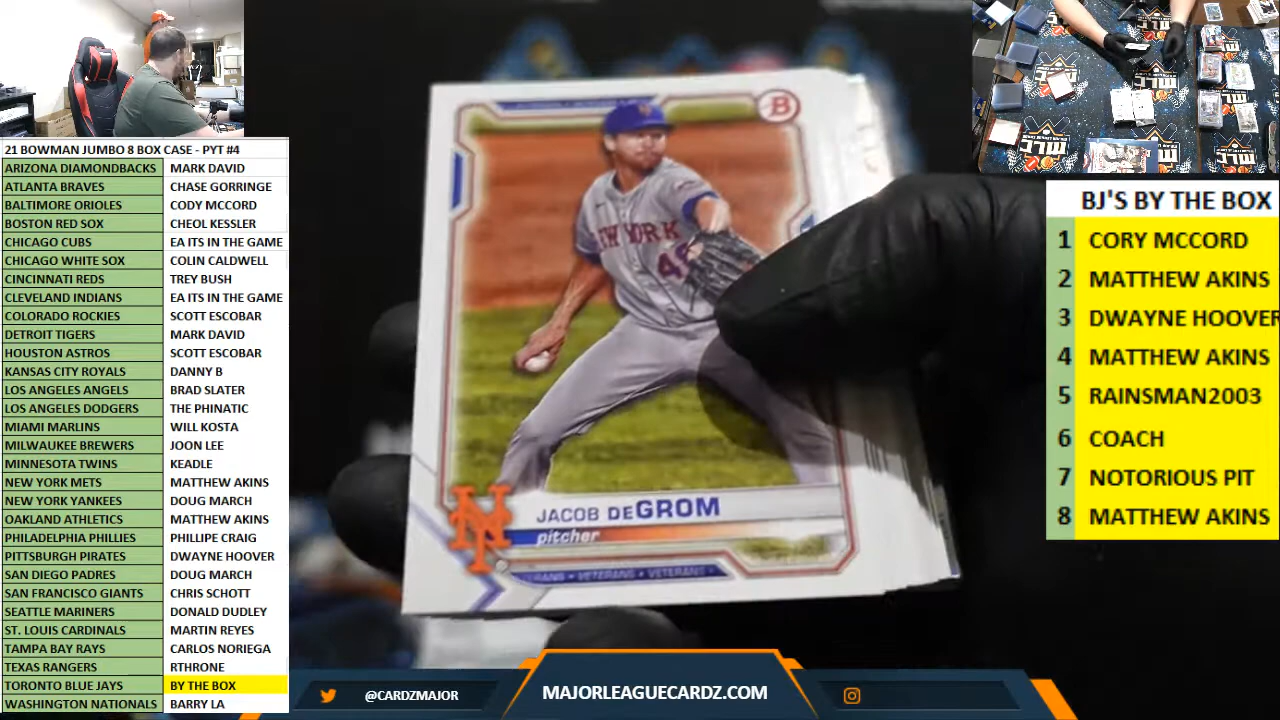 21 BOWMAN JUMBO 8 BOX CASE - PYT #4
ARIZONA DIAMONDBACKS MARK DAVID
ATLANTA BRAVES CHASE GORRINGE
BALTIMORE ORIOLES CODY MCCORD
BOSTON RED SOX CHEOL KESSLER
CHICAGO CUBS EA ITS IN THE GAME
CHICAGO WHITE SOX COLIN CALDWELL
CINCINNATI REDS TREY BUSH
CLEVELAND INDIANS EA ITS IN THE GAME
COLORADO ROCKIES SCOTT ESCOBAR
DETROIT TIGERS MARK DAVID
HOUSTON ASTROS SCOTT ESCOBAR
KANSAS CITY ROYALS DANNY B
LOS ANGELES ANGELS BRAD SLATER
LOS ANGELES DODGERS THE PHINATIC
MIAMI MARLINS WILL KOSTA
MILWAUKEE BREWERS JOON LEE
MINNESOTA TWINS KEADLE
NEW YORK METS MATTHEW AKINS
NEW YORK YANKEES DOUG MARCH
OAKLAND ATHLETICS MATTHEW AKINS
PHILADELPHIA PHILLIES PHILLIPE CRAIG
PITTSBURGH PIRATES DWAYNE HOOVER
SAN DIEGO PADRES DOUG MARCH
SAN FRANCISCO GIANTS CHRIS SCHOTT
SEATTLE MARINERS DONALD DUDLEY
ST. LOUIS CARDINALS MARTIN REYES
TAMPA BAY RAYS CARLOS NORIEGA
TEXAS RANGERS RTHRONE
TORONTO BLUE JAYS BY THE BOX
WASHINGTON NATIONALS BARRY LA
B
NEW YORK
48
JACOB DEGROM
pitcher
NY
VETERANS • VETERANS
BJ'S BY THE BOX
1 CORY MCCORD
2 MATTHEW AKINS
3 DWAYNE HOOVER
4 MATTHEW AKINS
5 RAINSMAN2003
6 COACH
7 NOTORIOUS PIT
8 MATTHEW AKINS
MLC
@CARDZMAJOR
MAJORLEAGUECARDZ.COM